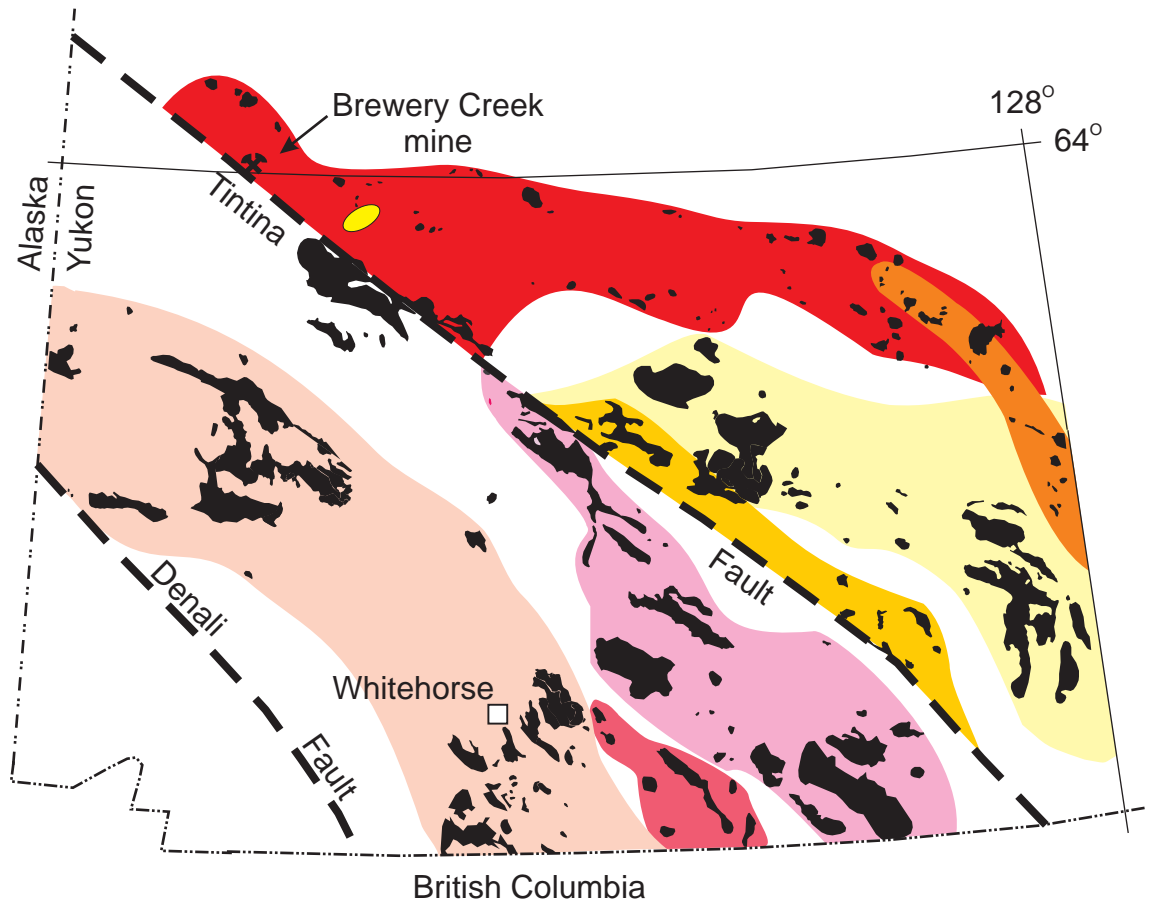 128°
64°
Brewery Creek
mine
Tintina
Alaska
Yukon
Fault
Denali
Whitehorse
Fault
British Columbia